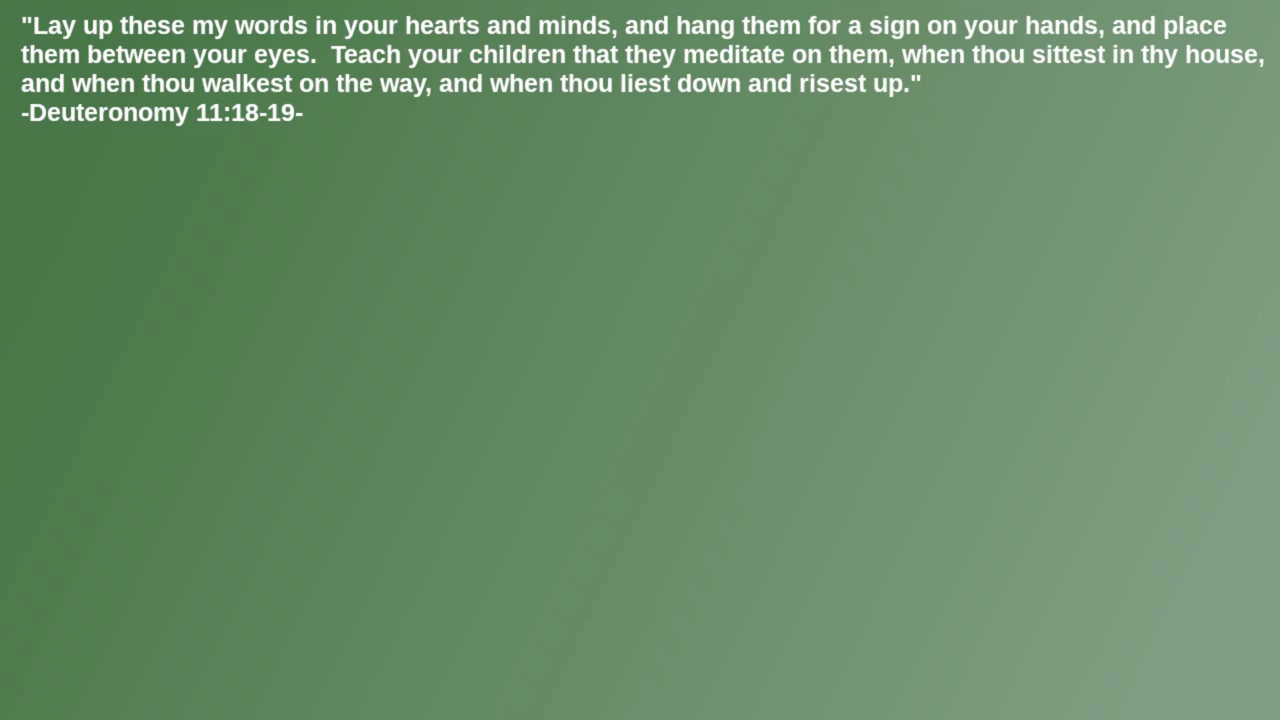 "Lay up these my words in your hearts and minds, and hang them for a sign on your hands, and place
them between your eyes.  Teach your children that they meditate on them, when thou sittest in thy house,
and when thou walkest on the way, and when thou liest down and risest up."
-Deuteronomy 11:18-19-